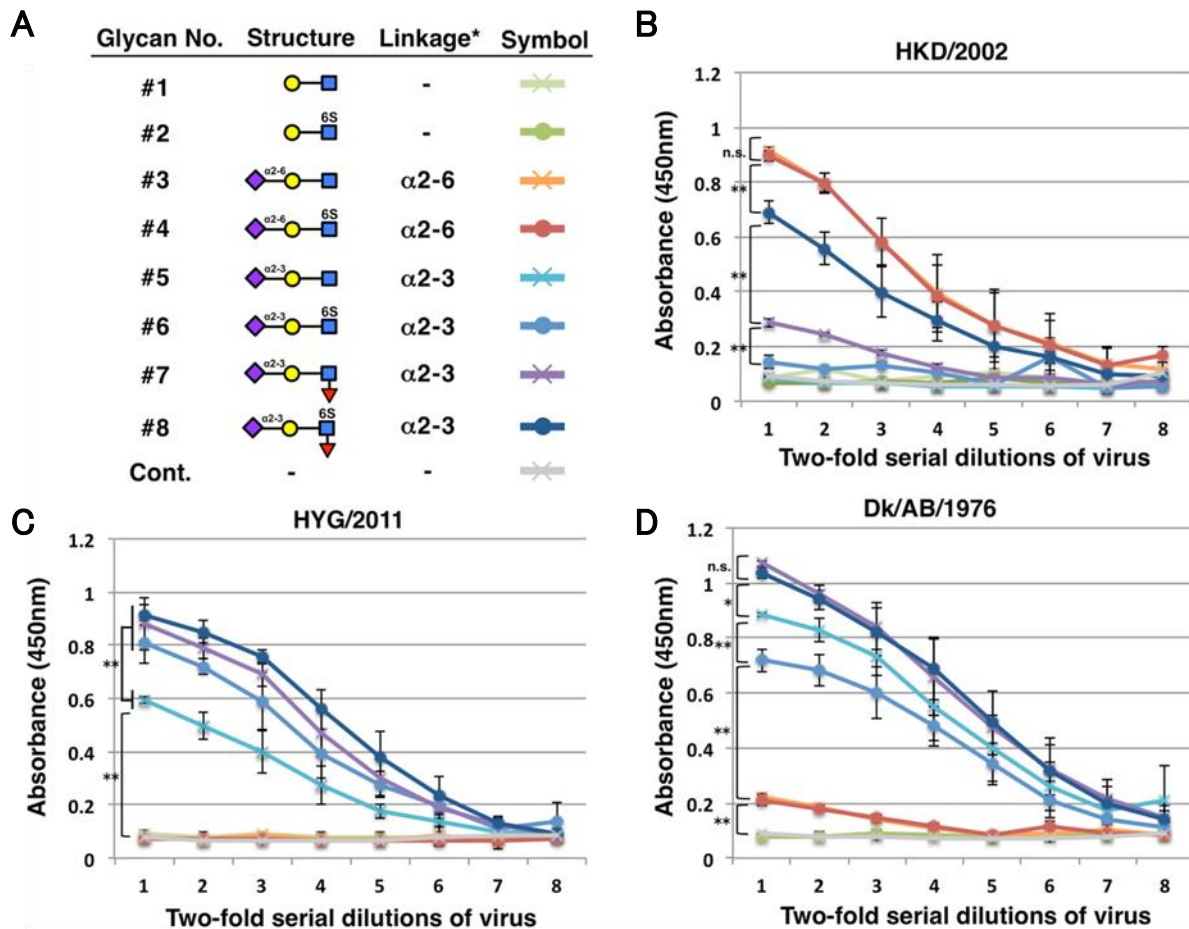 A
Glycan No. Structure Linkage* Symbol
#1 -
6S
#2 -
α2-6
#3 α2-6
α2-6 6S
#4 α2-6
α2-3
#5 α2-3
α2-3 6S
#6 α2-3
α2-3
#7 α2-3
α2-3 6S
#8 α2-3
Cont. - -
B
HKD/2002
Absorbance (450nm)
1.2
1
0.8
0.6
0.4
0.2
0
n.s.
**
**
**
1 2 3 4 5 6 7 8
Two-fold serial dilutions of virus
C
HYG/2011
Absorbance (450nm)
1.2
1
0.8
0.6
0.4
0.2
0
**
**
1 2 3 4 5 6 7 8
Two-fold serial dilutions of virus
D
Dk/AB/1976
Absorbance (450nm)
1.2
1
0.8
0.6
0.4
0.2
0
n.s.
*
**
**
**
1 2 3 4 5 6 7 8
Two-fold serial dilutions of virus